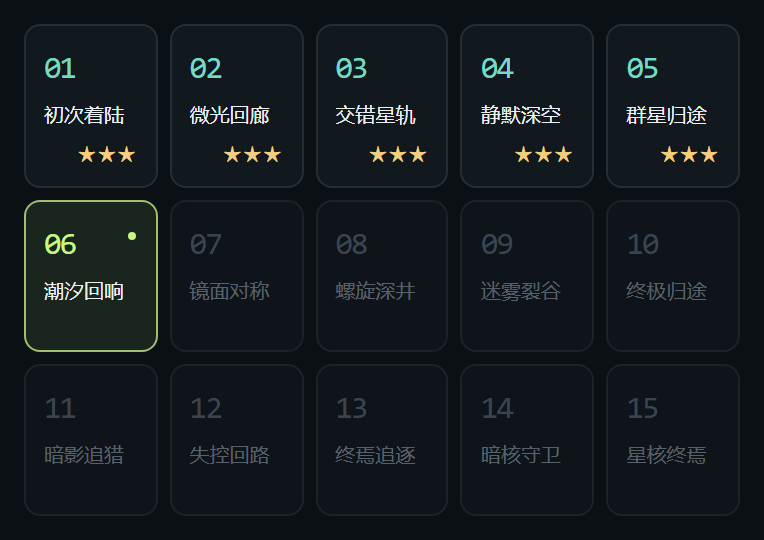 01
初次着陆
★★★
02
微光回廊
★★★
03
交错星轨
★★★
04
静默深空
★★★
05
群星归途
★★★
06
潮汐回响
07
镜面对称
08
螺旋深井
09
迷雾裂谷
10
终极归途
11
暗影追猎
12
失控回路
13
终焉追逐
14
暗核守卫
15
星核终焉